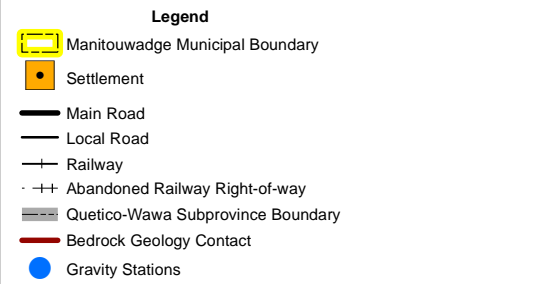 Legend
Manitouwadge Municipal Boundary
Settlement
Main Road
Local Road
Railway
Abandoned Railway Right-of-way
Quetico-Wawa Subprovince Boundary
Bedrock Geology Contact
Gravity Stations